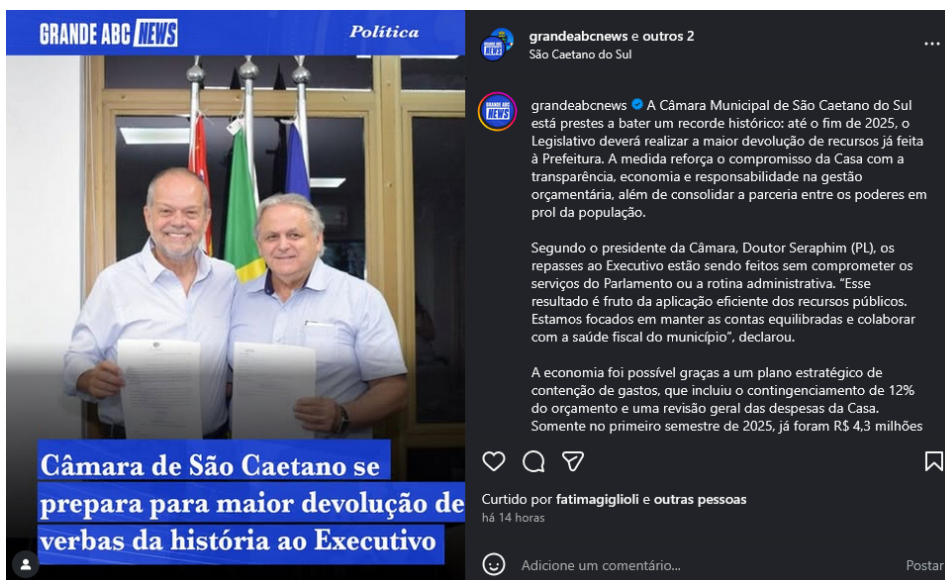 GRANDE ABC NEWS
Política
Câmara de São Caetano se
prepara para maior devolução de
verbas da história ao Executivo
grandeabcnews e outros 2
São Caetano do Sul
grandeabcnews A Câmara Municipal de São Caetano do Sul
está prestes a bater um recorde histórico: até o fim de 2025, o
Legislativo deverá realizar a maior devolução de recursos já feita
à Prefeitura. A medida reforça o compromisso da Casa com a
transparência, economia e responsabilidade na gestão
orçamentária, além de consolidar a parceria entre os poderes em
prol da população.
Segundo o presidente da Câmara, Doutor Seraphim (PL), os
repasses ao Executivo estão sendo feitos sem comprometer os
serviços do Parlamento ou a rotina administrativa. “Esse
resultado é fruto da aplicação eficiente dos recursos públicos.
Estamos focados em manter as contas equilibradas e colaborar
com a saúde fiscal do município”, declarou.
A economia foi possível graças a um plano estratégico de
contenção de gastos, que incluiu o contingenciamento de 12%
do orçamento e uma revisão geral das despesas da Casa.
Somente no primeiro semestre de 2025, já foram R$ 4,3 milhões
Curtido por fatimagiglioli e outras pessoas
há 14 horas
Adicione um comentário...
Postar